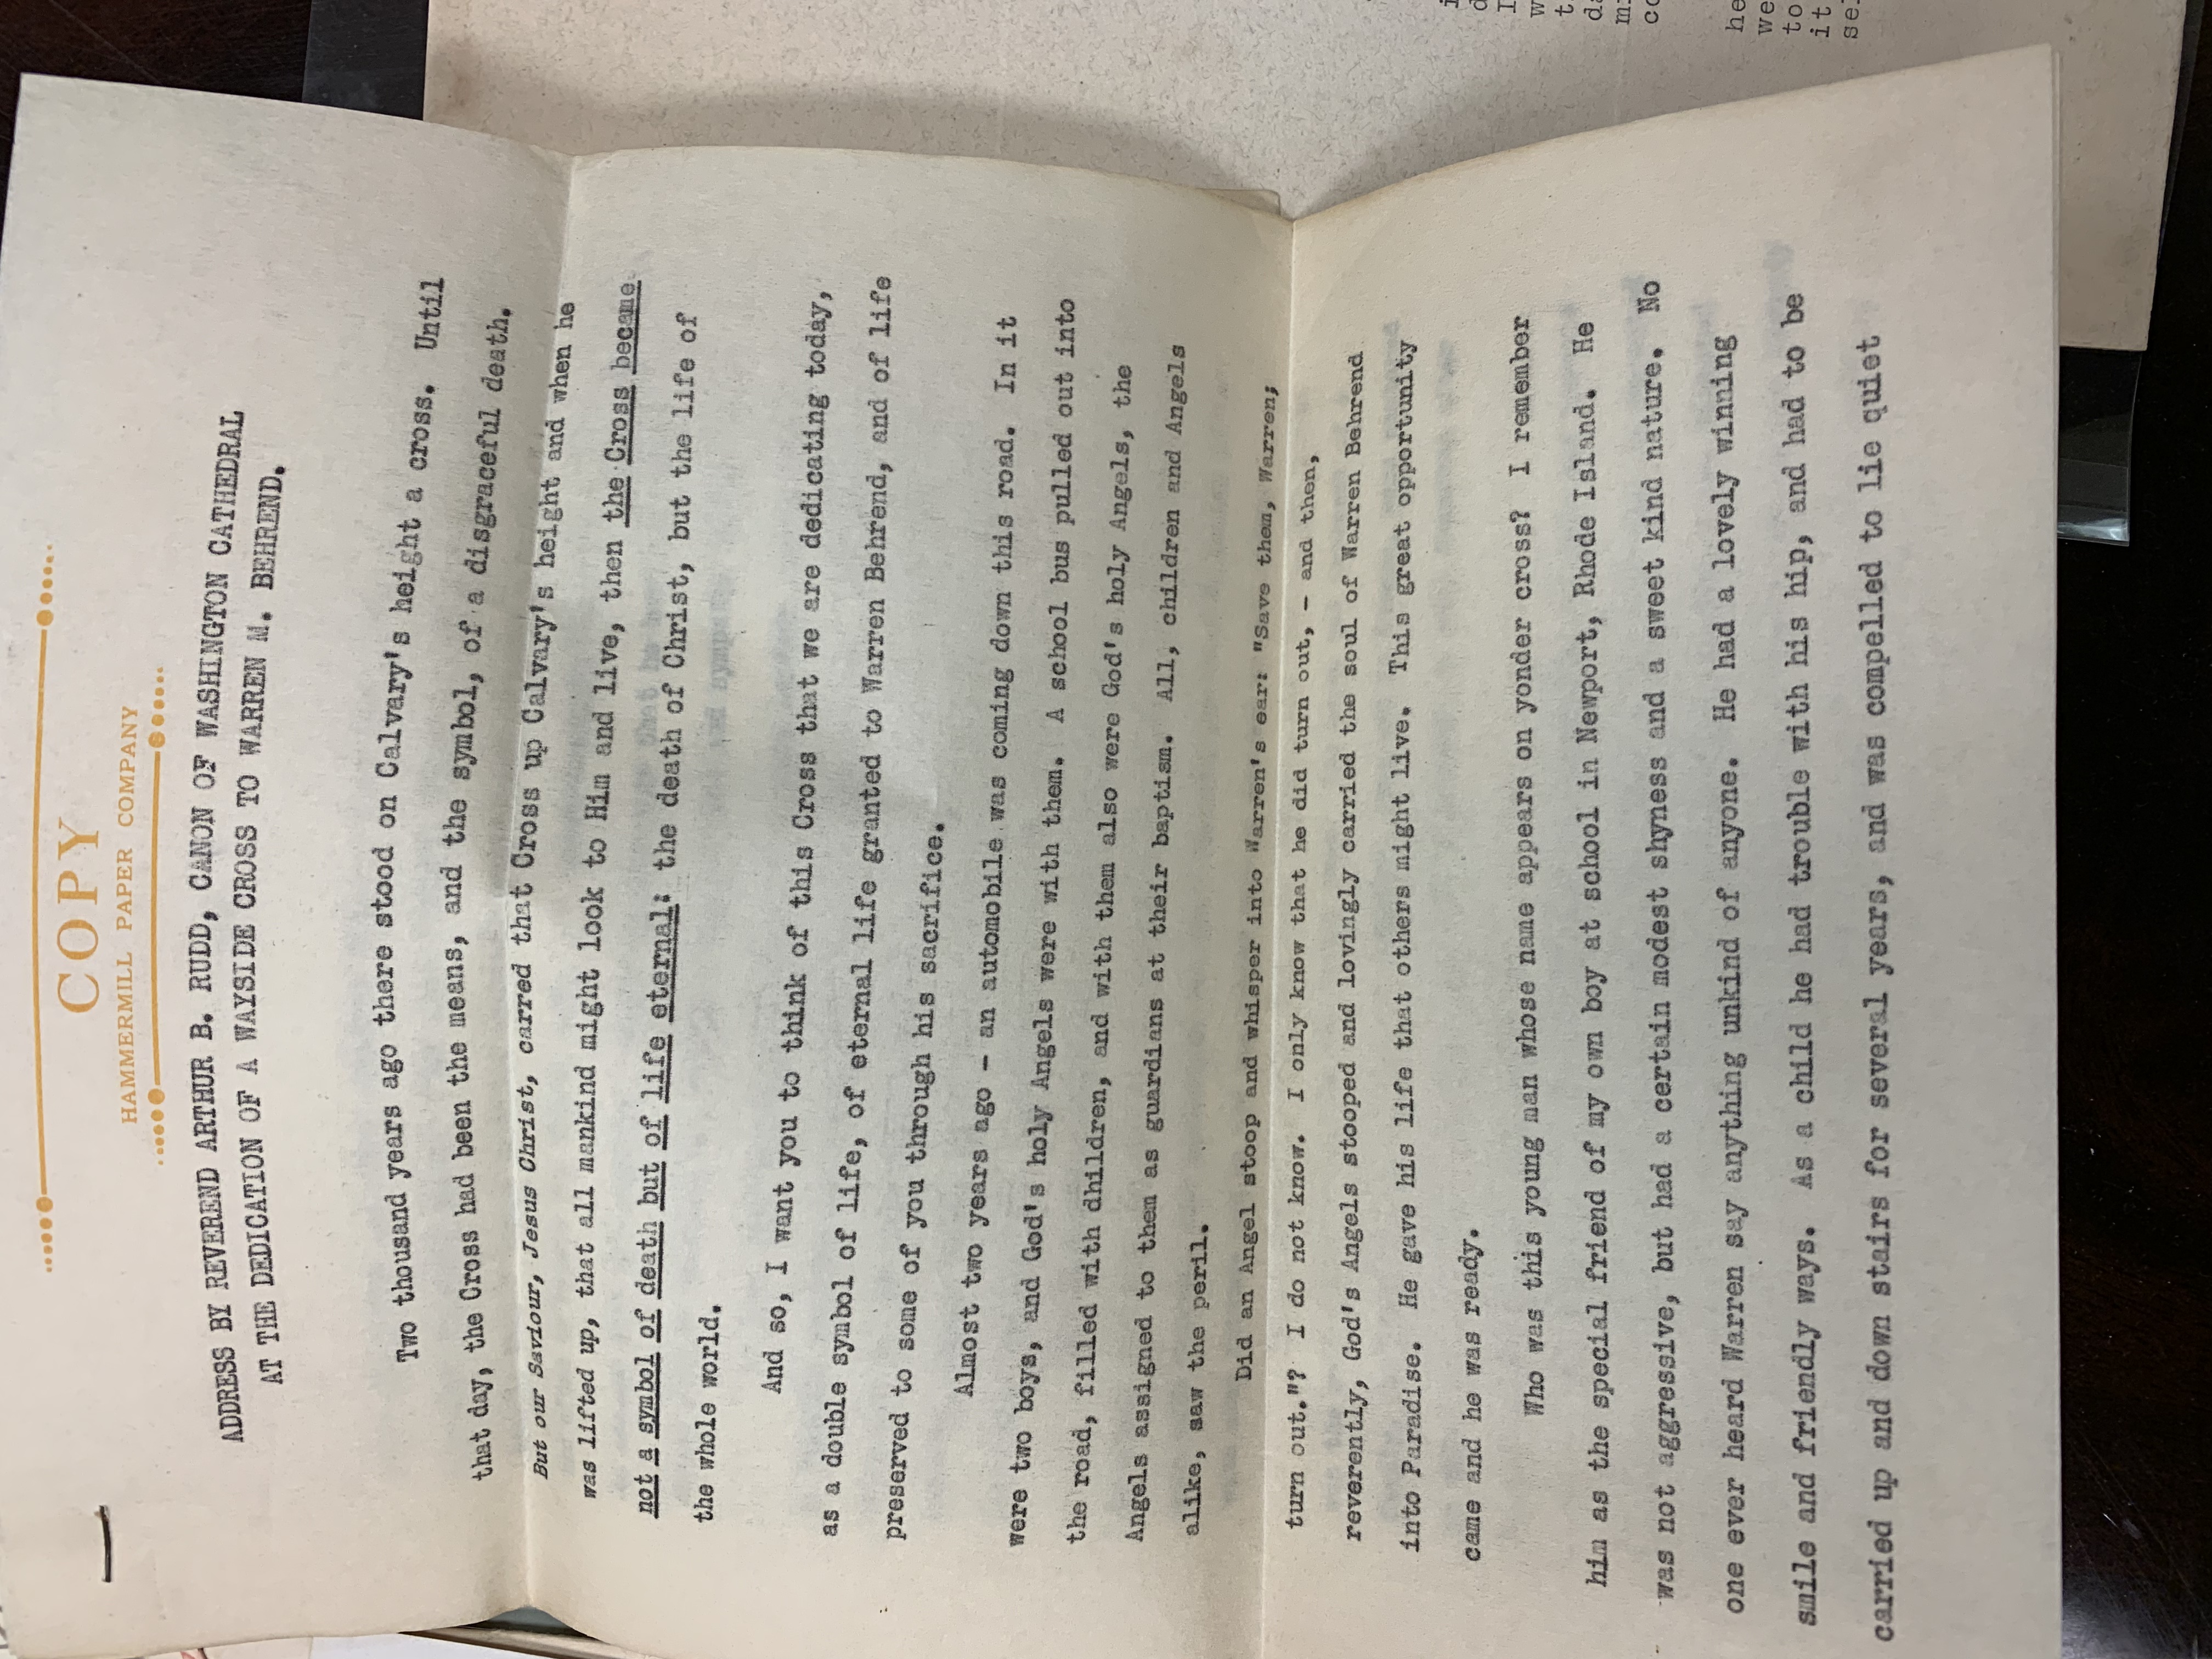 COPY
HAMMERMILL PAPER COMPANY
ADDRESS BY REVEREND ARTHUR B. RUDD, CANON OF WASHINGTON CATHEDRAL
AT THE DEDICATION OF A WAYSIDE CROSS TO WARREN M. BEHREND.
Two thousand years ago there stood on Calvary's height a cross. Until
that day, the Cross had been the means, and the symbol, of a disgraceful death.
But our Saviour, Jesus Christ, carred that Cross up Calvary's height and when he
was lifted up, that all mankind might look to Him and live, then the Cross became
not a symbol of death but of life eternal: the death of Christ, but the life of
the whole world.
And so, I want you to think of this Cross that we are dedicating today,
as a double symbol of life, of eternal life granted to Warren Behrend, and of life
preserved to some of you through his sacrifice.
Almost two years ago - an automobile was coming down this road. In it
were two boys, and God's holy Angels were with them. A school bus pulled out into
the road, filled with dhildren, and with them also were God's holy Angels, the
Angels assigned to them as guardians at their baptism. All, children and Angels
alike, saw the peril.
Did an Angel stoop and whisper into Warren's ear: "Save them, Warren;
turn out."? I do not know. I only know that he did turn out, - and then,
reverently, God's Angels stooped and lovingly carried the soul of Warren Behrend
into Paradise. He gave his life that others might live. This great opportunity
came and he was ready.
Who was this young man whose name appears on yonder cross? I remember
him as the special friend of my own boy at school in Newport, Rhode Island. He
was not aggressive, but had a certain modest shyness and a sweet kind nature. No
one ever heard Warren say anything unkind of anyone. He had a lovely winning
smile and friendly ways. As a child he had trouble with his hip, and had to be
carried up and down stairs for several years, and was compelled to lie quiet